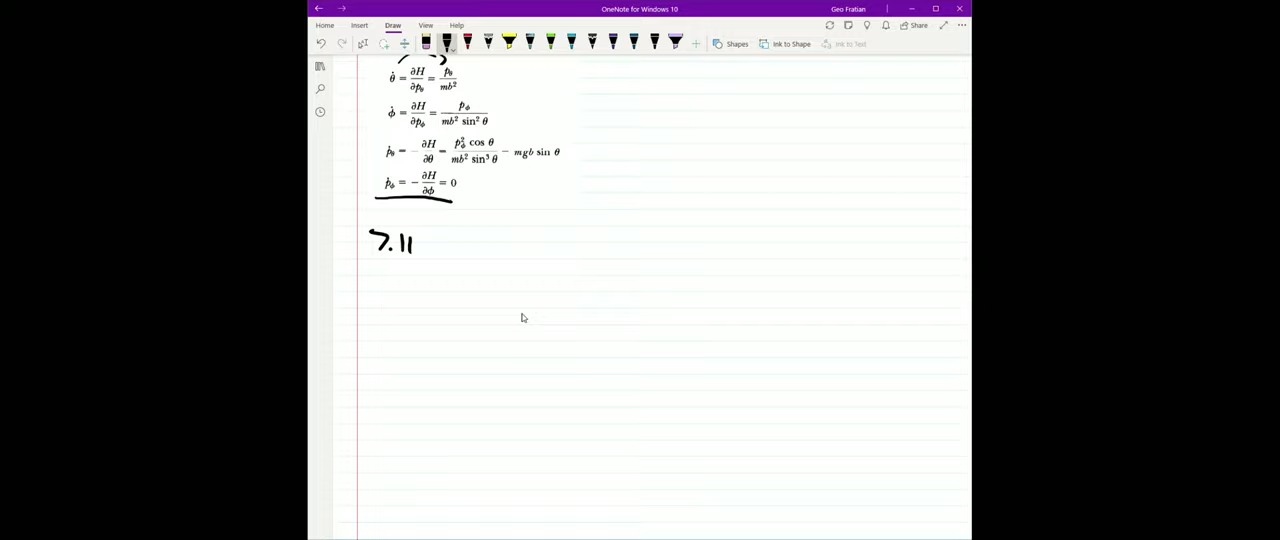 OneNote for Windows 10
Geo Fratian
Home Insert Draw View Help
Share
Shapes Ink to Shape Ink to Text
θ̇ = ∂H/∂p_θ = p_θ/mb²
ϕ̇ = ∂H/∂p_ϕ = p_ϕ/mb² sin² θ
ṗ_θ = - ∂H/∂θ = p_ϕ² cos θ/mb² sin³ θ - mgb sin θ
ṗ_ϕ = - ∂H/∂ϕ = 0
7.11